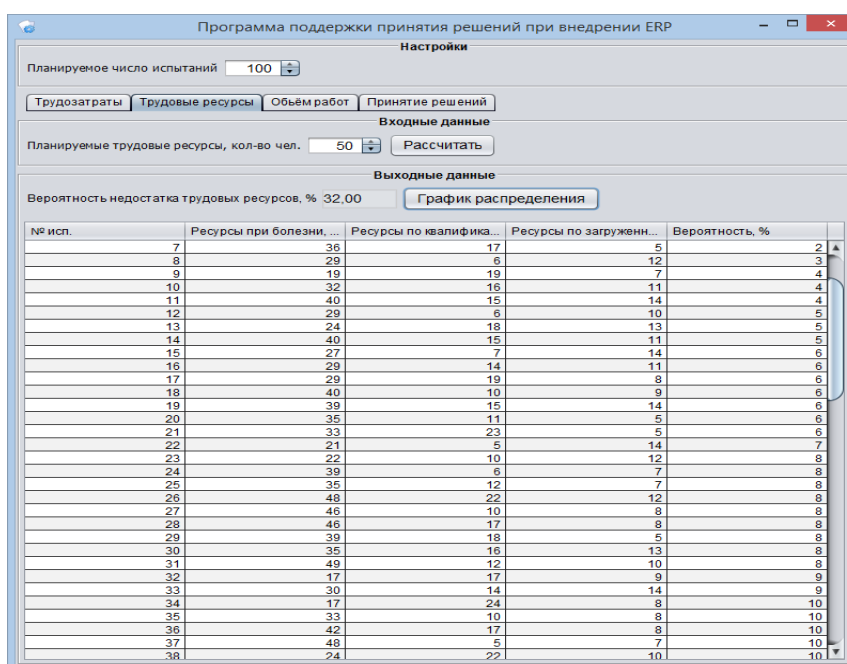 Программа поддержки принятия решений при внедрении ERP
Настройки
Планируемое число испытаний 100
Трудозатраты Трудовые ресурсы Объём работ Принятие решений
Входные данные
Планируемые трудовые ресурсы, кол-во чел. 50 Рассчитать
Выходные данные
Вероятность недостатка трудовых ресурсов, % 32,00 График распределения
№ исп. Ресурсы при болезни, ... Ресурсы по квалифика... Ресурсы по загруженн... Вероятность, %
7 36 17 5 2
8 29 6 12 3
9 19 19 7 4
10 32 16 11 4
11 40 15 14 4
12 29 6 10 5
13 24 18 13 5
14 40 15 11 5
15 27 7 14 6
16 29 14 11 6
17 29 19 8 6
18 40 10 9 6
19 39 15 14 6
20 35 11 5 6
21 33 23 5 6
22 21 5 14 7
23 22 10 12 8
24 39 6 7 8
25 35 12 7 8
26 48 22 12 8
27 46 10 8 8
28 46 17 8 8
29 39 18 5 8
30 35 16 13 8
31 49 12 10 8
32 17 17 9 9
33 30 14 14 9
34 17 24 8 10
35 33 10 8 10
36 42 17 8 10
37 48 5 7 10
38 24 22 10 10